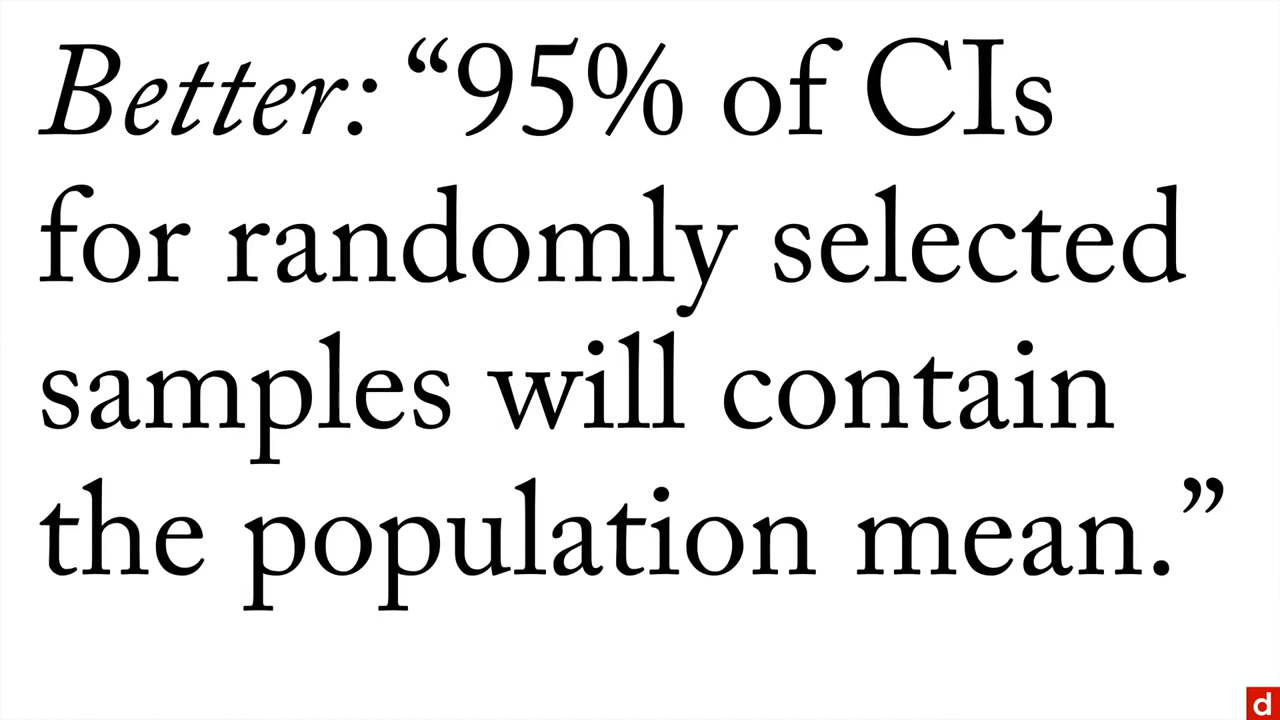 Better: “95% of CIs
for randomly selected
samples will contain
the population mean.”
d